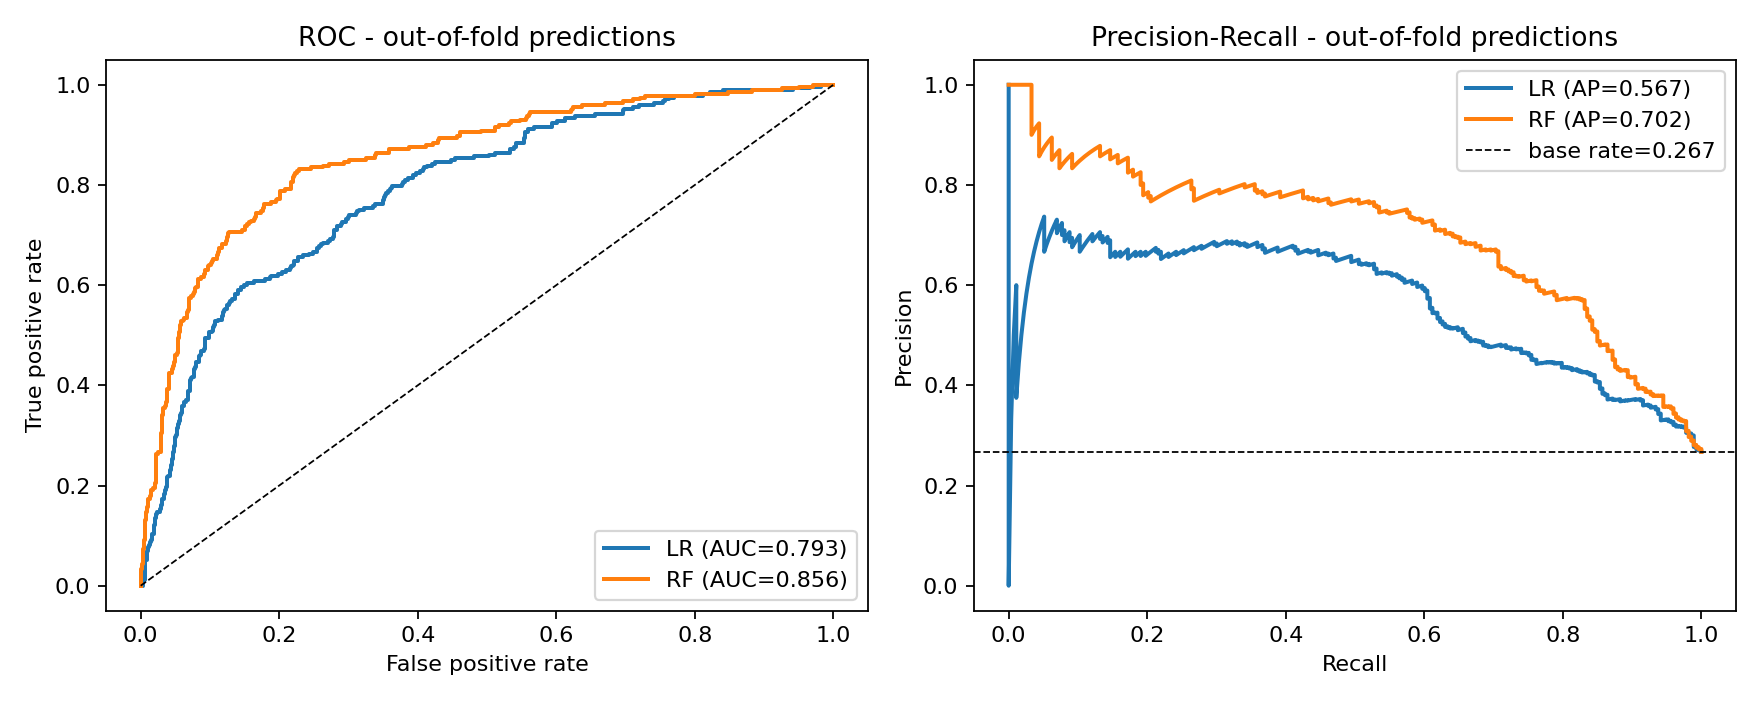 ROC - out-of-fold predictions
True positive rate
1.0
0.8
0.6
0.4
0.2
0.0
LR (AUC=0.793)
RF (AUC=0.856)
0.0 0.2 0.4 0.6 0.8 1.0
False positive rate
Precision-Recall - out-of-fold predictions
Precision
1.0
0.8
0.6
0.4
0.2
0.0
LR (AP=0.567)
RF (AP=0.702)
base rate=0.267
0.0 0.2 0.4 0.6 0.8 1.0
Recall